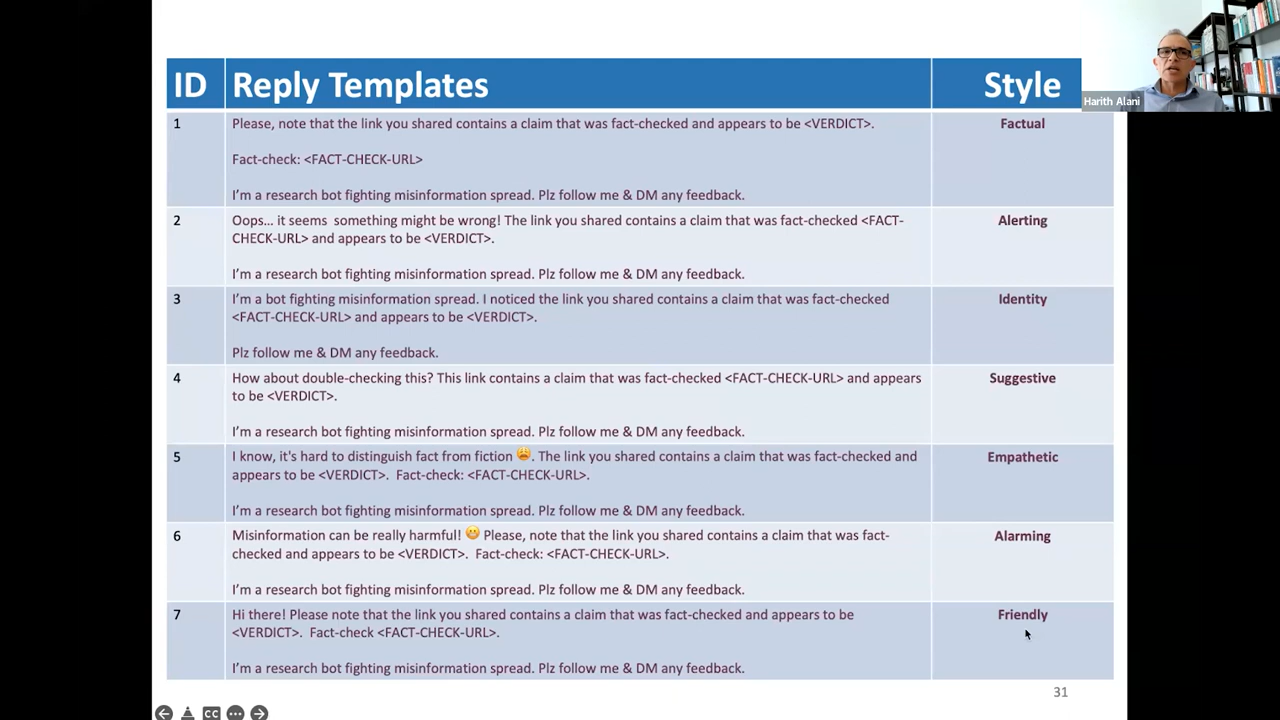 ID Reply Templates Style
Harith Alani
1 Please, note that the link you shared contains a claim that was fact-checked and appears to be <VERDICT>. Factual
Fact-check: <FACT-CHECK-URL>
I'm a research bot fighting misinformation spread. Plz follow me & DM any feedback.
2 Oops... it seems something might be wrong! The link you shared contains a claim that was fact-checked <FACT- Alerting
CHECK-URL> and appears to be <VERDICT>.
I'm a research bot fighting misinformation spread. Plz follow me & DM any feedback.
3 I'm a bot fighting misinformation spread. I noticed the link you shared contains a claim that was fact-checked Identity
<FACT-CHECK-URL> and appears to be <VERDICT>.
Plz follow me & DM any feedback.
4 How about double-checking this? This link contains a claim that was fact-checked <FACT-CHECK-URL> and appears Suggestive
to be <VERDICT>.
I'm a research bot fighting misinformation spread. Plz follow me & DM any feedback.
5 I know, it's hard to distinguish fact from fiction 😩. The link you shared contains a claim that was fact-checked and Empathetic
appears to be <VERDICT>. Fact-check: <FACT-CHECK-URL>.
I'm a research bot fighting misinformation spread. Plz follow me & DM any feedback.
6 Misinformation can be really harmful! 😬 Please, note that the link you shared contains a claim that was fact- Alarming
checked and appears to be <VERDICT>. Fact-check: <FACT-CHECK-URL>.
I'm a research bot fighting misinformation spread. Plz follow me & DM any feedback.
7 Hi there! Please note that the link you shared contains a claim that was fact-checked and appears to be Friendly
<VERDICT>. Fact-check <FACT-CHECK-URL>.
I'm a research bot fighting misinformation spread. Plz follow me & DM any feedback.
31
CC